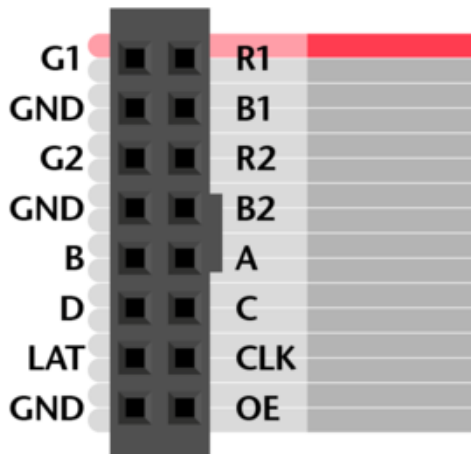 G1 R1
GND B1
G2 R2
GND B2
B A
D C
LAT CLK
GND OE